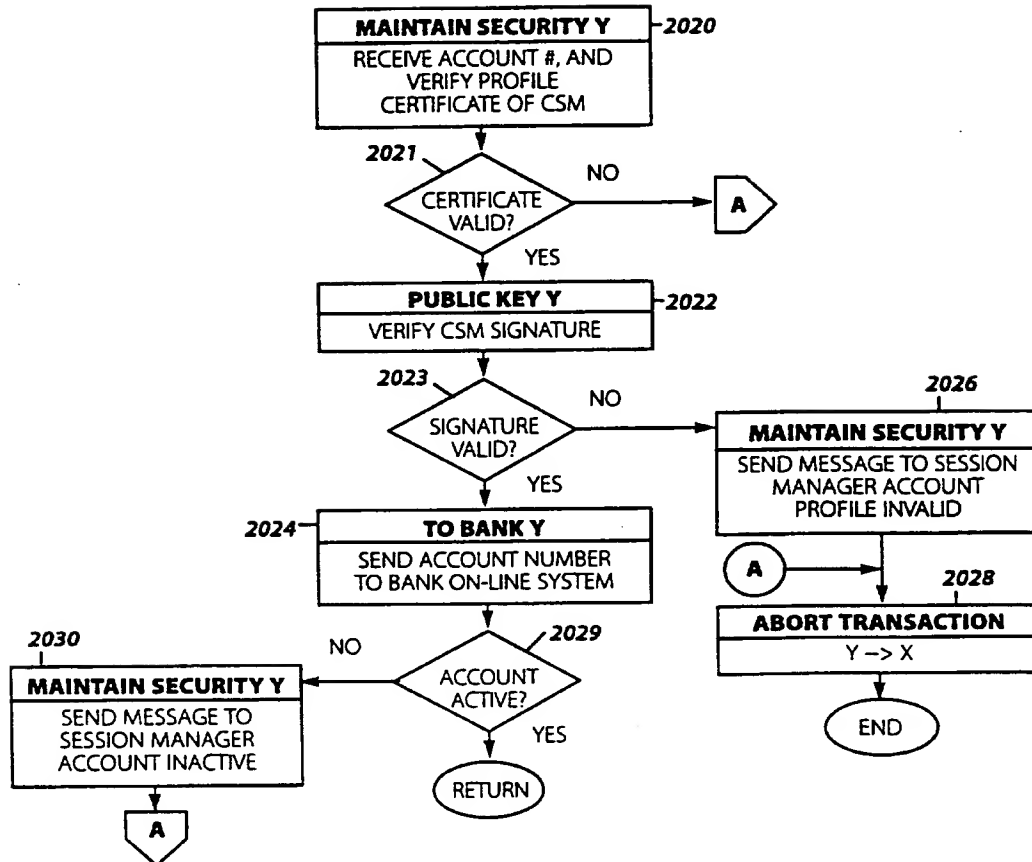 MAINTAIN SECURITY Y
2020
RECEIVE ACCOUNT #, AND
VERIFY PROFILE
CERTIFICATE OF CSM
2021
CERTIFICATE
VALID?
NO
A
YES
PUBLIC KEY Y
2022
VERIFY CSM SIGNATURE
2023
SIGNATURE
VALID?
NO
YES
2026
MAINTAIN SECURITY Y
SEND MESSAGE TO SESSION
MANAGER ACCOUNT
PROFILE INVALID
2024
TO BANK Y
SEND ACCOUNT NUMBER
TO BANK ON-LINE SYSTEM
A
2028
ABORT TRANSACTION
Y –> X
END
2029
ACCOUNT
ACTIVE?
NO
YES
RETURN
2030
MAINTAIN SECURITY Y
SEND MESSAGE TO
SESSION MANAGER
ACCOUNT INACTIVE
A